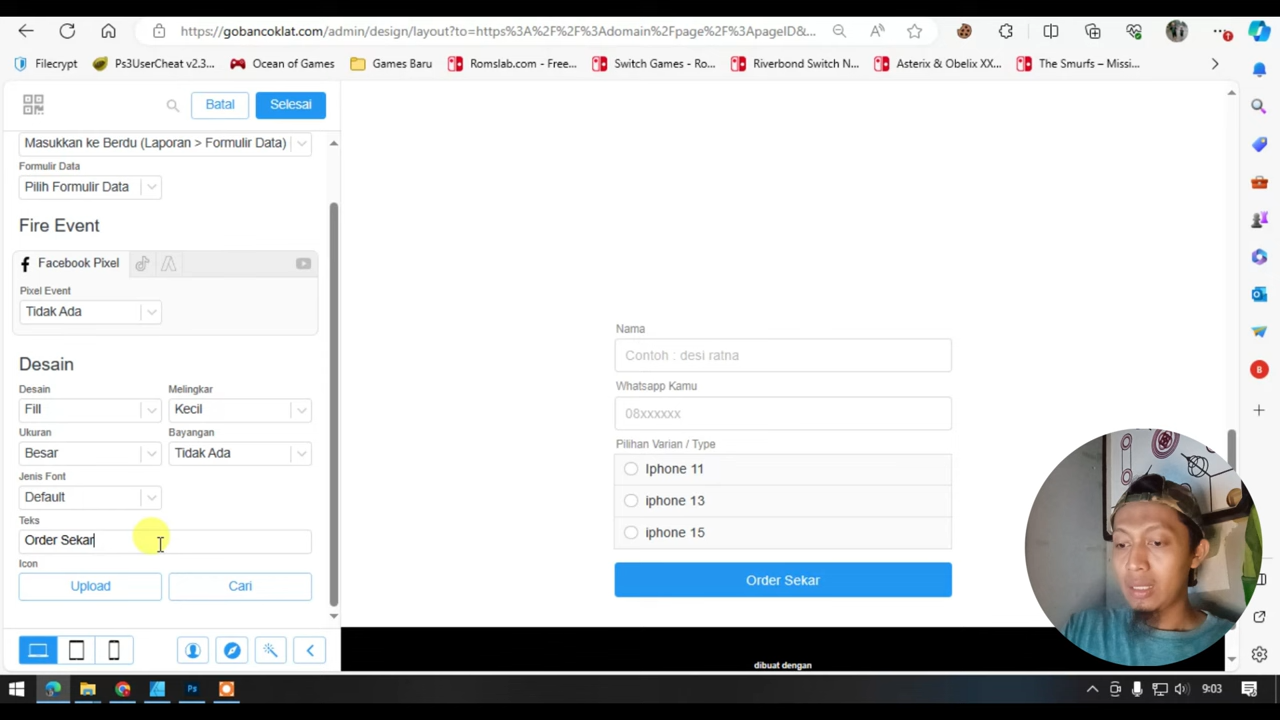 https://gobancoklat.com/admin/design/layout?to=https%3A%2F%2F%3Adomain%2Fpage%2F%3ApageID&...
Filecrypt
Ps3UserCheat v2.3...
Ocean of Games
Games Baru
Romslab.com - Free...
Switch Games - Ro...
Riverbond Switch N...
Asterix & Obelix XX...
The Smurfs – Missi...
Batal
Selesai
Masukkan ke Berdu (Laporan > Formulir Data)
Formulir Data
Pilih Formulir Data
Fire Event
Facebook Pixel
Pixel Event
Tidak Ada
Desain
Desain
Melingkar
Fill
Kecil
Ukuran
Bayangan
Besar
Tidak Ada
Jenis Font
Default
Teks
Order Sekar
Icon
Upload
Cari
Nama
Contoh : desi ratna
Whatsapp Kamu
08xxxxxx
Pilihan Varian / Type
Iphone 11
iphone 13
iphone 15
Order Sekar
dibuat dengan
B
Ps
9:03